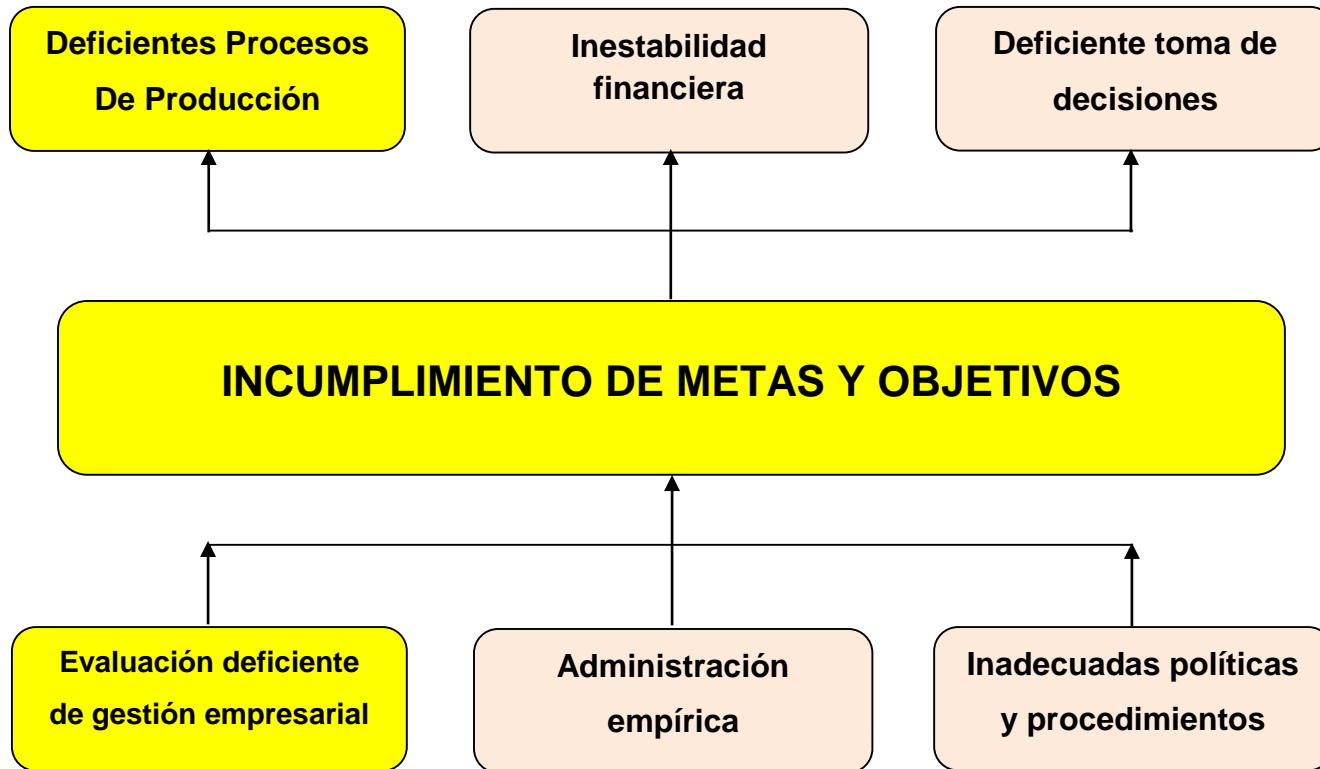 Deficientes Procesos
De Producción
Inestabilidad
financiera
Deficiente toma de
decisiones
INCUMPLIMIENTO DE METAS Y OBJETIVOS
Evaluación deficiente
de gestión empresarial
Administración
empírica
Inadecuadas políticas
y procedimientos